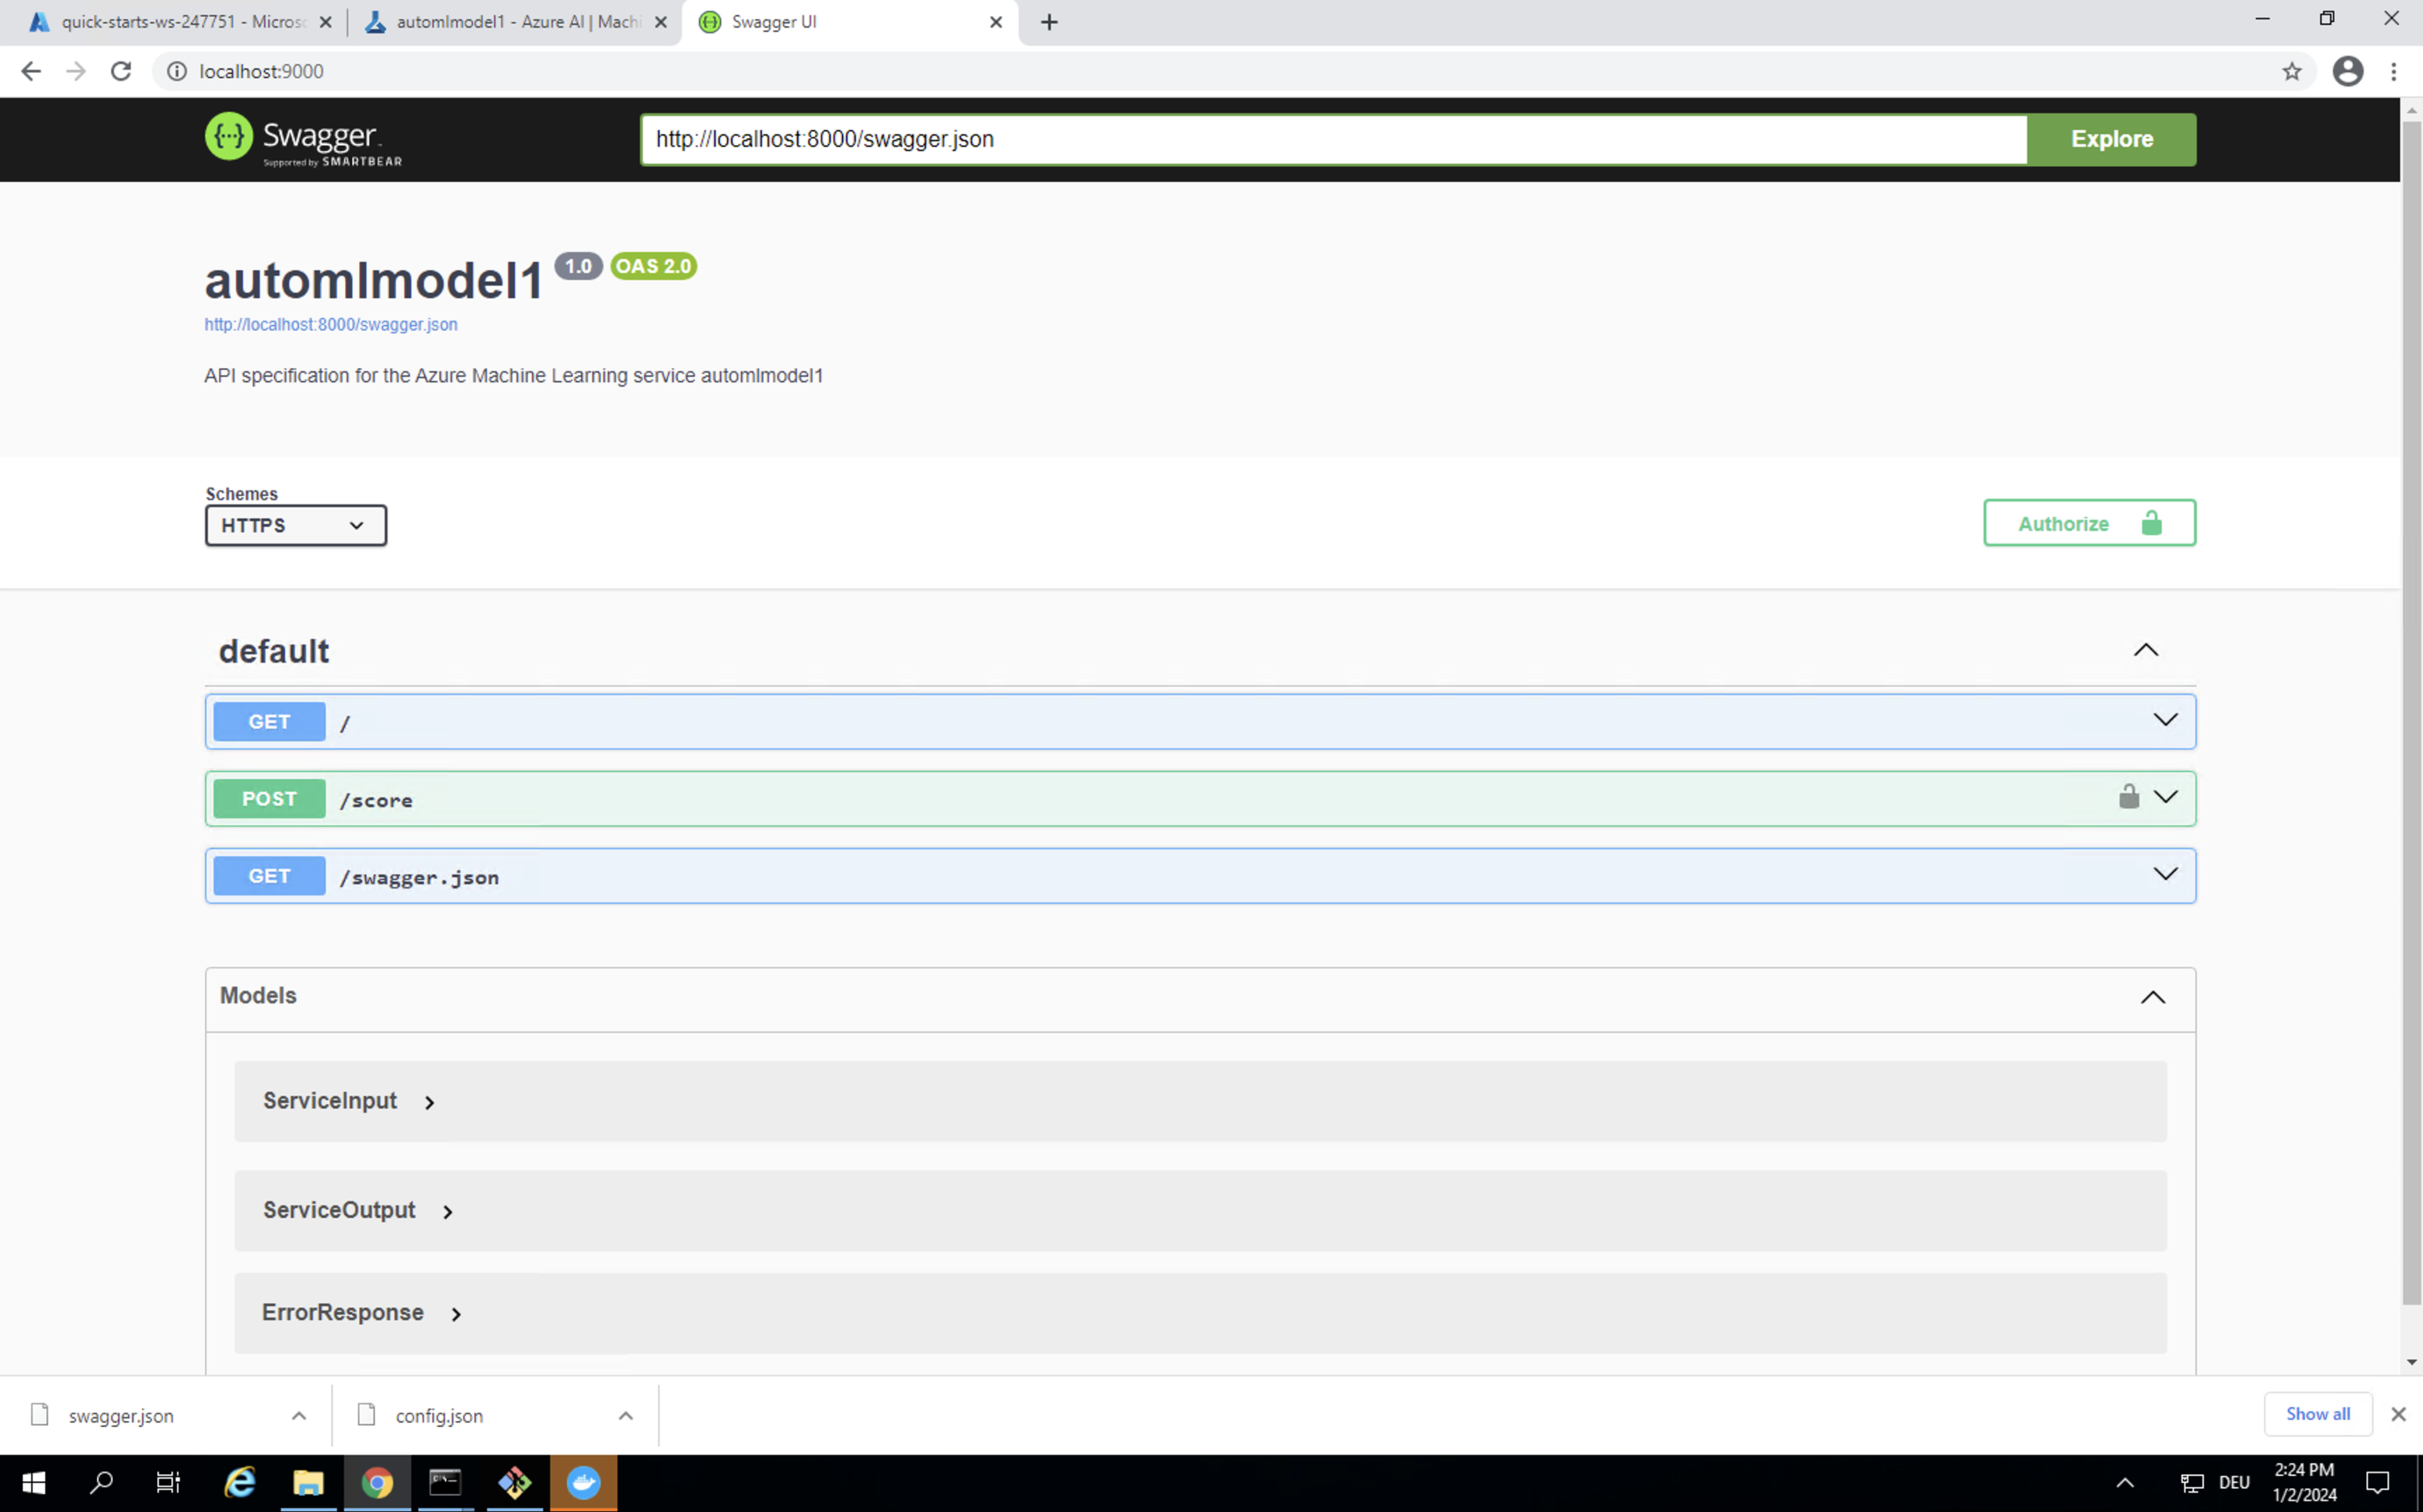 quick-starts-ws-247751 - Microso
automlmodel1 - Azure AI | Machi
Swagger UI
localhost:9000
Swagger
Supported by SMARTBEAR
http://localhost:8000/swagger.json
Explore
automlmodel1 1.0 OAS 2.0
http://localhost:8000/swagger.json
API specification for the Azure Machine Learning service automlmodel1
Schemes
HTTPS
Authorize
default
GET /
POST /score
GET /swagger.json
Models
ServiceInput
ServiceOutput
ErrorResponse
swagger.json
config.json
Show all
DEU
2:24 PM
1/2/2024